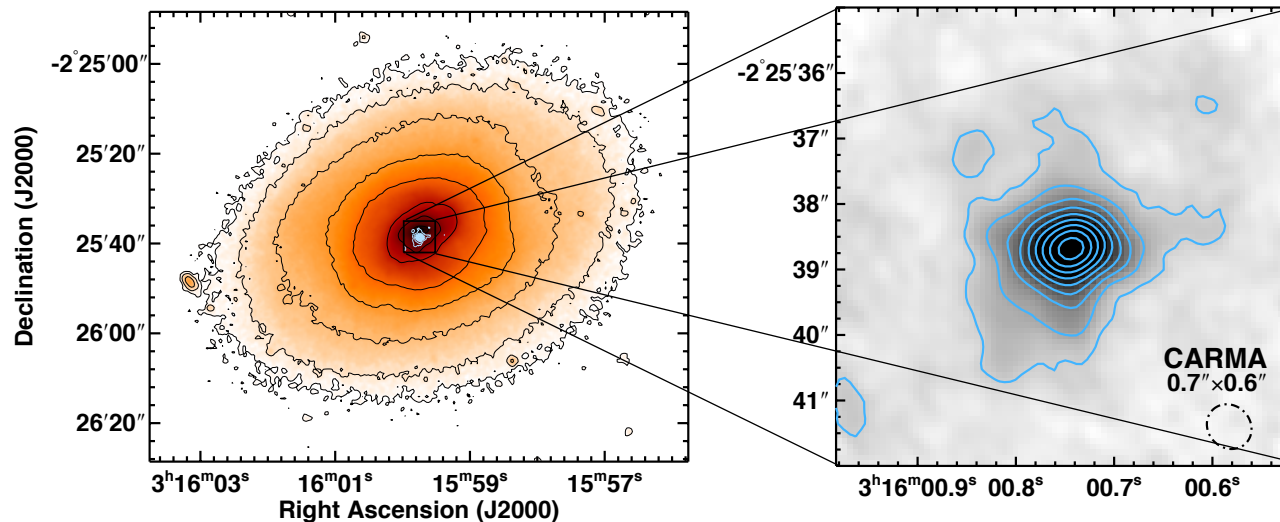 -2°25′00″
25′20″
25′40″
26′00″
26′20″
Declination (J2000)
3ʰ16ᵐ03ˢ 16ᵐ01ˢ 15ᵐ59ˢ 15ᵐ57ˢ
Right Ascension (J2000)
-2°25′36″
37″
38″
39″
40″
41″
CARMA
0.7″×0.6″
3ʰ16ᵐ00.9ˢ 00.8ˢ 00.7ˢ 00.6ˢ